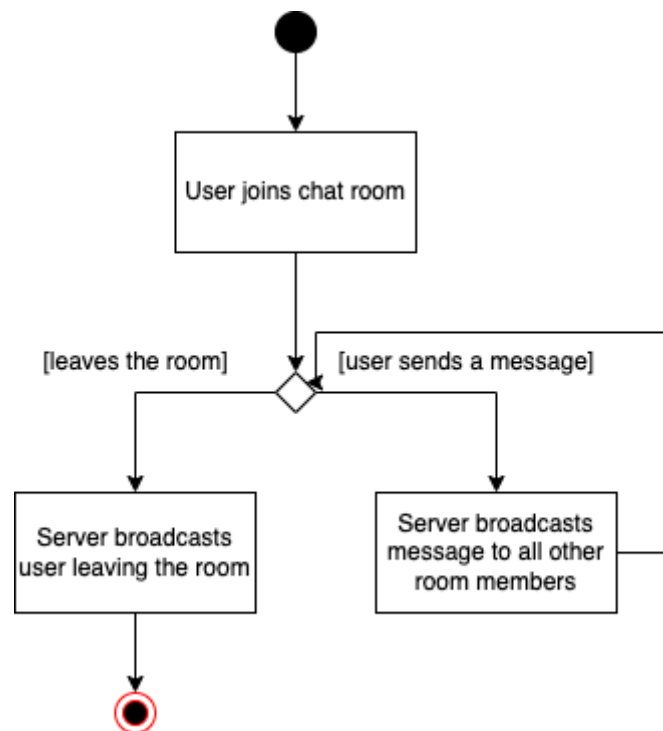 User joins chat room
[leaves the room]
[user sends a message]
Server broadcasts
user leaving the room
Server broadcasts
message to all other
room members